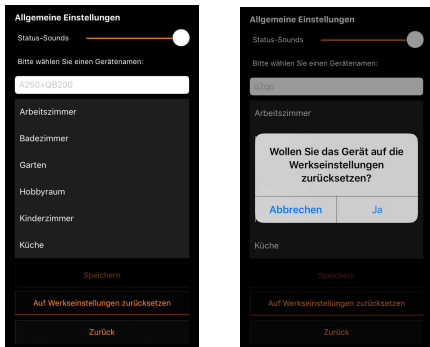 Allgemeine Einstellungen
Status-Sounds
Bitte wählen Sie einen Gerätenamen:
A260+QB200
Arbeitszimmer
Badezimmer
Garten
Hobbyraum
Kinderzimmer
Küche
Speichern
Auf Werkseinstellungen zurücksetzen
Zurück
Allgemeine Einstellungen
Status-Sounds
Bitte wählen Sie einen Gerätenamen:
Arbeitszimmer
Wollen Sie das Gerät auf die
Werkseinstellungen
zurücksetzen?
Abbrechen Ja
Küche
Speichern
Auf Werkseinstellungen zurücksetzen
Zurück